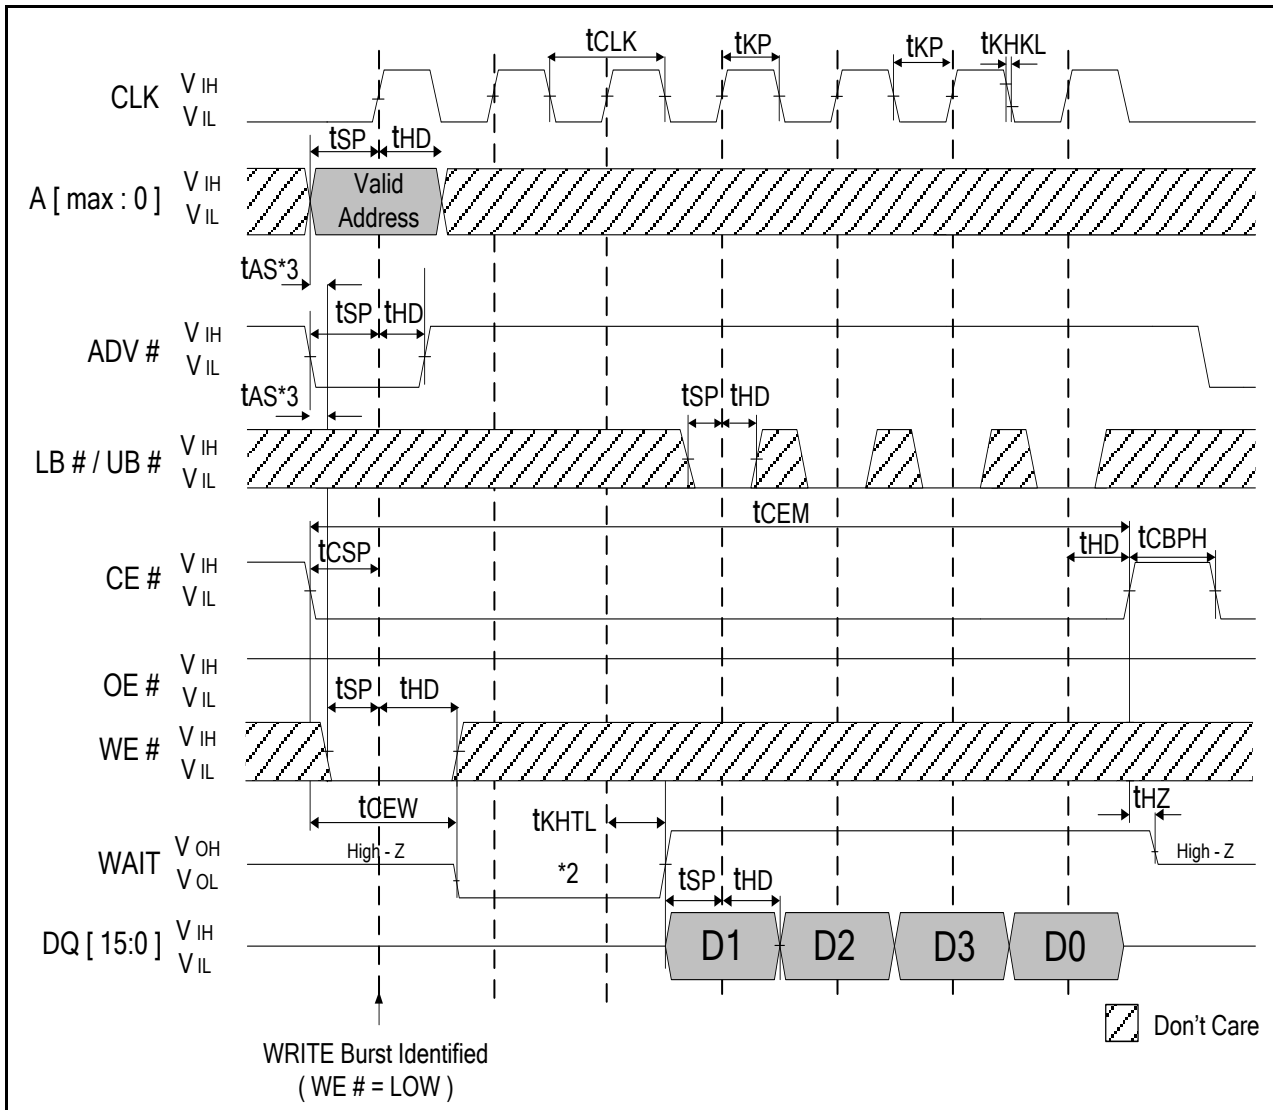 tCLK tKP tKP tKHKL
CLK
V IH
V IL
tSP tHD
A [ max : 0 ]
V IH
V IL
Valid
Address
tAS*3
tSP tHD
ADV #
V IH
V IL
tAS*3
tSP tHD
LB # / UB #
V IH
V IL
tCEM
tCSP tHD tCBPH
CE #
V IH
V IL
OE #
V IH
V IL
tSP tHD
WE #
V IH
V IL
tCEW tKHTL tHZ
WAIT
V OH
V OL
High - Z *2 High - Z
tSP tHD
DQ [ 15:0 ]
V IH
V IL
D1 D2 D3 D0
Don't Care
WRITE Burst Identified
( WE # = LOW )